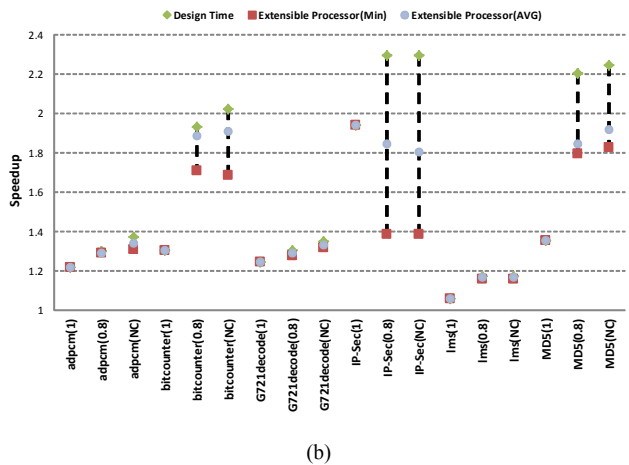 Design Time
Extensible Processor(Min)
Extensible Processor(AVG)
Speedup
2.4
2.2
2
1.8
1.6
1.4
1.2
1
adpcm(1)
adpcm(0.8)
adpcm(NC)
bitcounter(1)
bitcounter(0.8)
bitcounter(NC)
G721decode(1)
G721decode(0.8)
G721decode(NC)
IP-Sec(1)
IP-Sec(0.8)
IP-Sec(NC)
lms(1)
lms(0.8)
lms(NC)
MD5(1)
MD5(0.8)
MD5(NC)
(b)